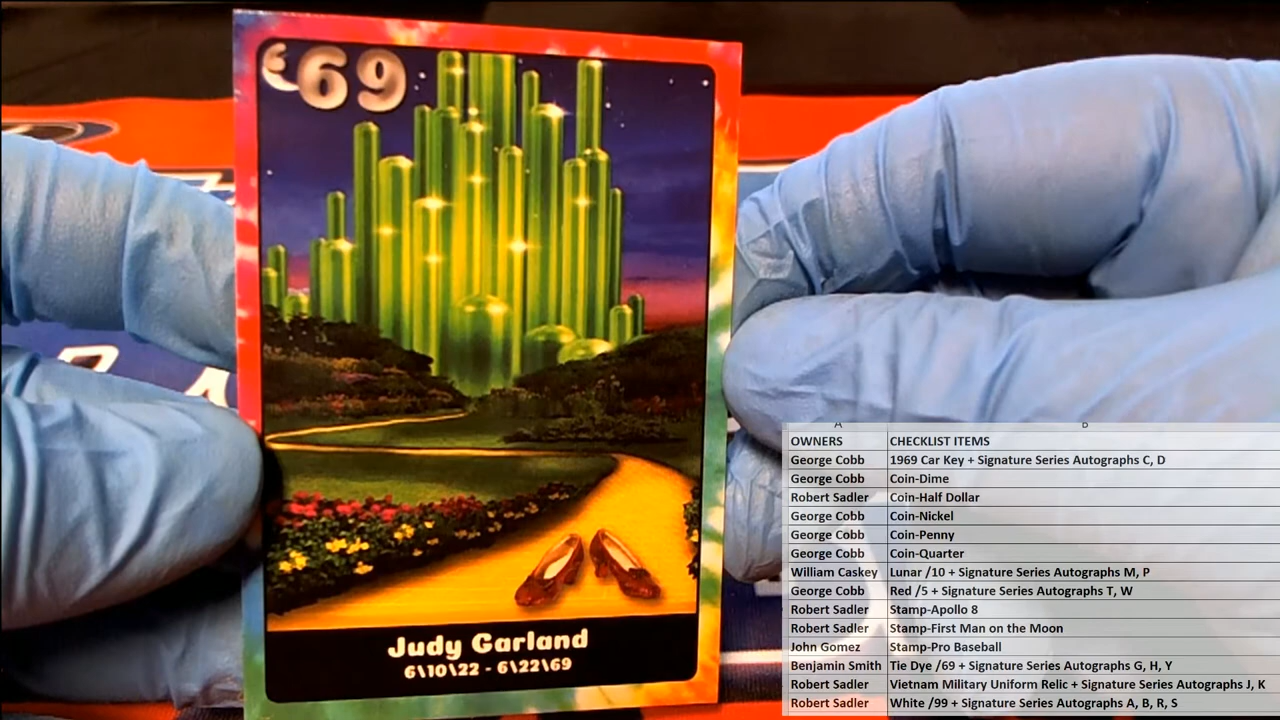 '69
Judy Garland
6\10\22 - 6\22\69
A B
OWNERS CHECKLIST ITEMS
George Cobb 1969 Car Key + Signature Series Autographs C, D
George Cobb Coin-Dime
Robert Sadler Coin-Half Dollar
George Cobb Coin-Nickel
George Cobb Coin-Penny
George Cobb Coin-Quarter
William Caskey Lunar /10 + Signature Series Autographs M, P
George Cobb Red /5 + Signature Series Autographs T, W
Robert Sadler Stamp-Apollo 8
Robert Sadler Stamp-First Man on the Moon
John Gomez Stamp-Pro Baseball
Benjamin Smith Tie Dye /69 + Signature Series Autographs G, H, Y
Robert Sadler Vietnam Military Uniform Relic + Signature Series Autographs J, K
Robert Sadler White /99 + Signature Series Autographs A, B, R, S